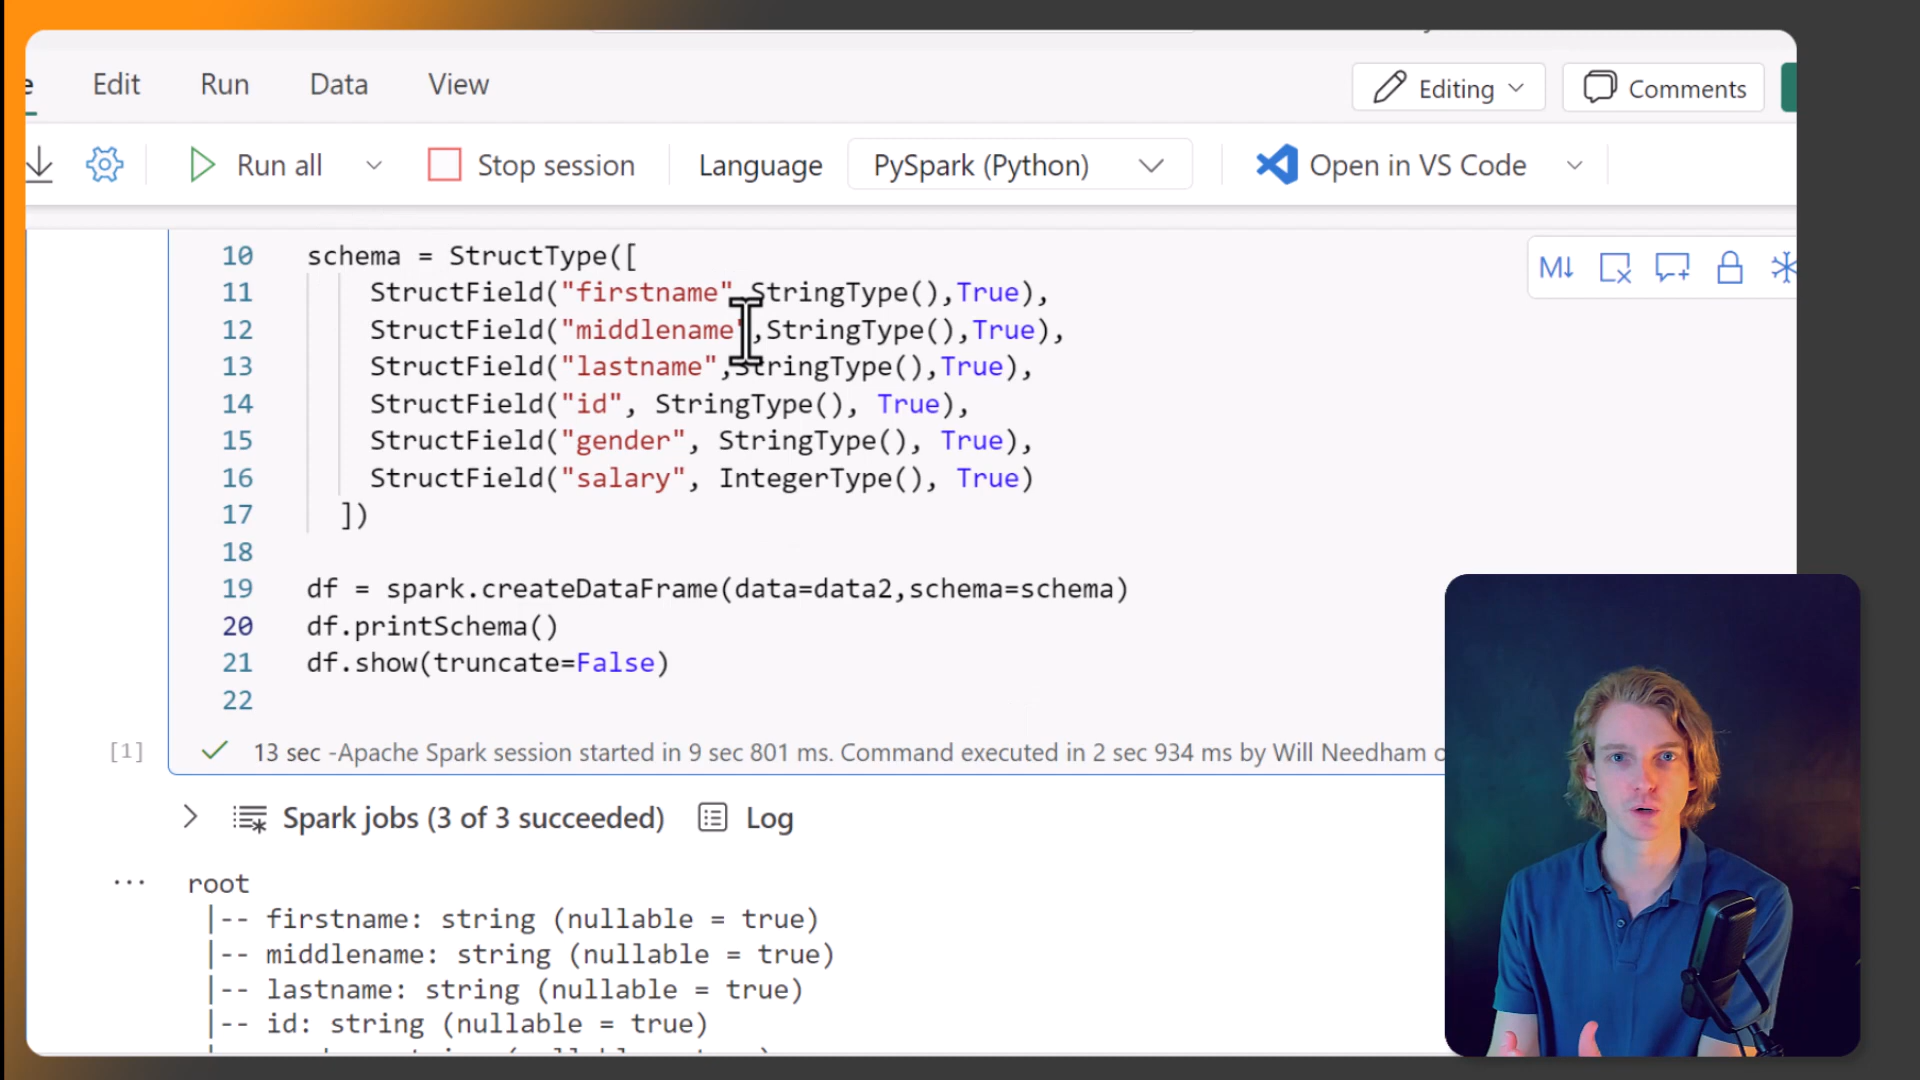 Edit Run Data View Editing Comments
Run all Stop session Language PySpark (Python) Open in VS Code
10 schema = StructType([
11 StructField("firstname",StringType(),True),
12 StructField("middlename",StringType(),True),
13 StructField("lastname",StringType(),True),
14 StructField("id", StringType(), True),
15 StructField("gender", StringType(), True),
16 StructField("salary", IntegerType(), True)
17 ])
18
19 df = spark.createDataFrame(data=data2,schema=schema)
20 df.printSchema()
21 df.show(truncate=False)
22
[1] 13 sec -Apache Spark session started in 9 sec 801 ms. Command executed in 2 sec 934 ms by Will Needham
Spark jobs (3 of 3 succeeded) Log
root
|-- firstname: string (nullable = true)
|-- middlename: string (nullable = true)
|-- lastname: string (nullable = true)
|-- id: string (nullable = true)